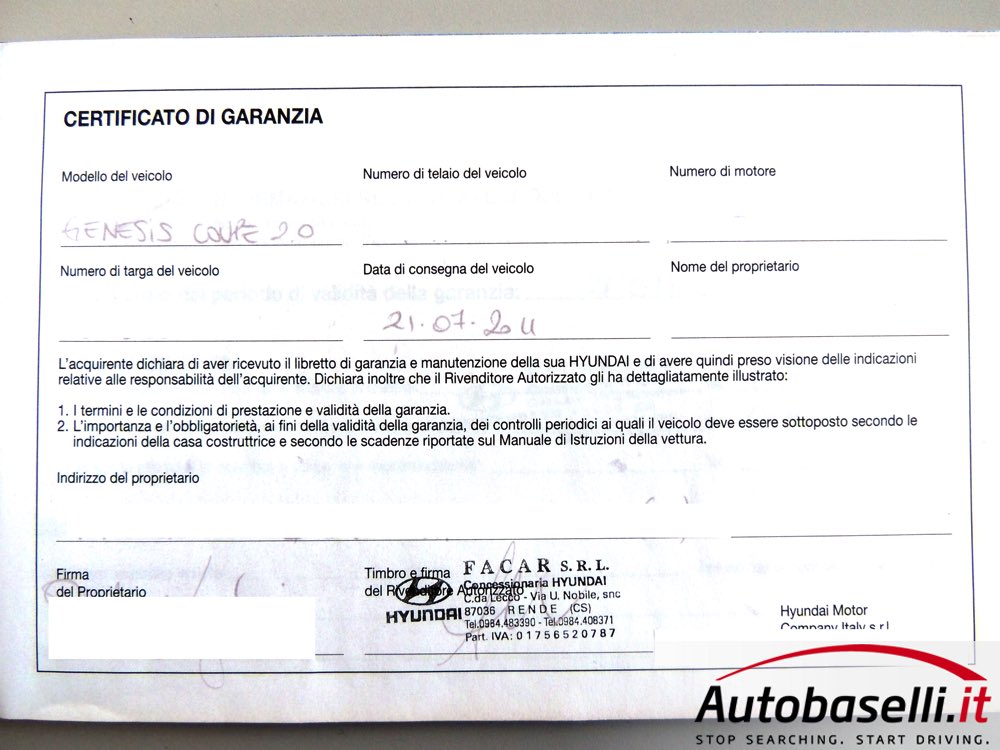 CERTIFICATO DI GARANZIA
Modello del veicolo
Numero di telaio del veicolo
Numero di motore
GENESIS COUPE 2.0
Numero di targa del veicolo
Data di consegna del veicolo
Nome del proprietario
21.07.2011
L'acquirente dichiara di aver ricevuto il libretto di garanzia e manutenzione della sua HYUNDAI e di avere quindi preso visione delle indicazioni
relative alle responsabilità dell'acquirente. Dichiara inoltre che il Rivenditore Autorizzato gli ha dettagliatamente illustrato:
1. I termini e le condizioni di prestazione e validità della garanzia.
2. L'importanza e l'obbligatorietà, ai fini della validità della garanzia, dei controlli periodici ai quali il veicolo deve essere sottoposto secondo le
indicazioni della casa costruttrice e secondo le scadenze riportate sul Manuale di Istruzioni della vettura.
Indirizzo del proprietario
Firma
del Proprietario
Timbro e firma
del Rivenditore Autorizzato
HYUNDAI
FACAR S.R.L.
Concessionaria HYUNDAI
C.da Lecco - Via U. Nobile, snc
87036 RENDE (CS)
Tel.0984.483390 - Tel.0984.408371
Part. IVA: 01756520787
Hyundai Motor
Company Italy s.r.l.
Autobaselli.it
STOP SEARCHING. START DRIVING.